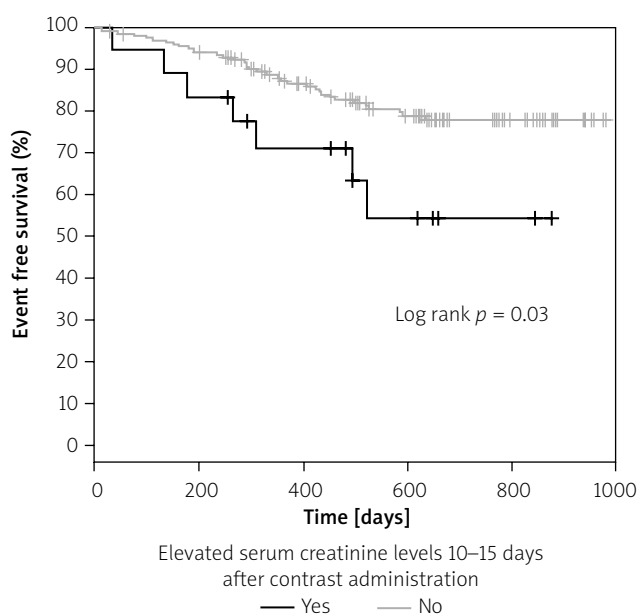 Event free survival (%)
100
90
80
70
60
50
40
30
20
10
0
Log rank p = 0.03
0 200 400 600 800 1000
Time [days]
Elevated serum creatinine levels 10–15 days
after contrast administration
Yes No